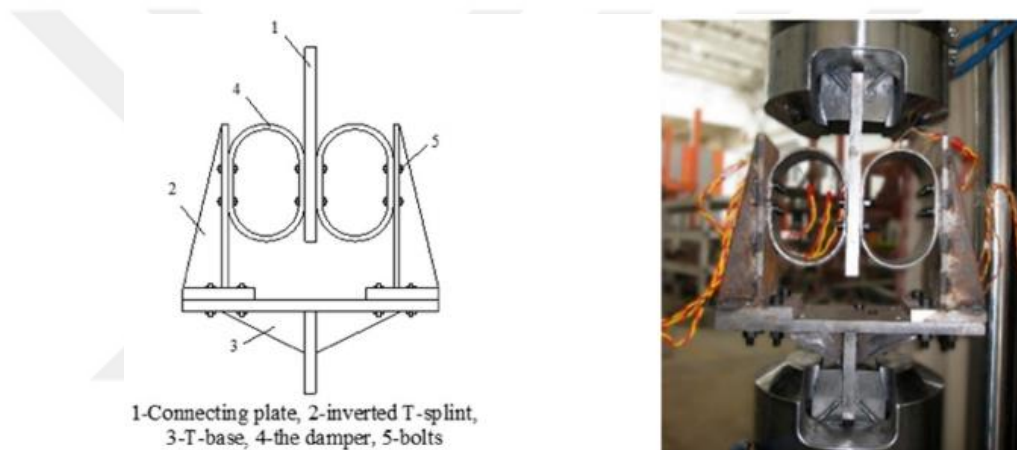 1
4
5
2
3
1-Connecting plate, 2-inverted T-splint,
3-T-base, 4-the damper, 5-bolts